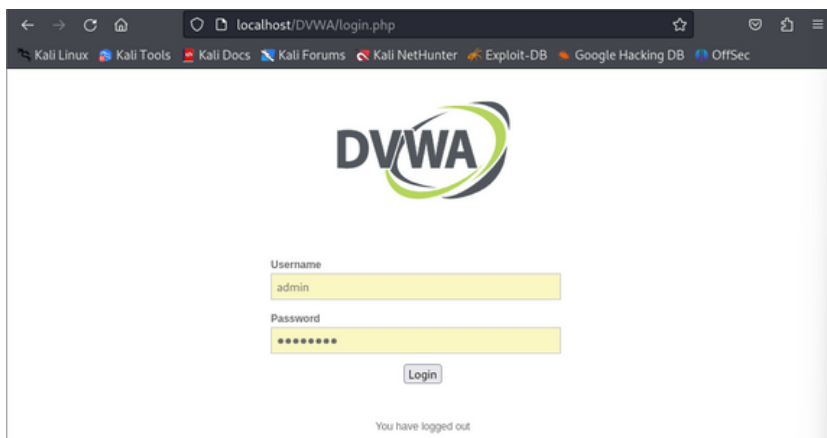 localhost/DVWA/login.php
Kali Linux Kali Tools Kali Docs Kali Forums Kali NetHunter Exploit-DB Google Hacking DB OffSec
DVWA
Username
admin
Password
••••••••
Login
You have logged out